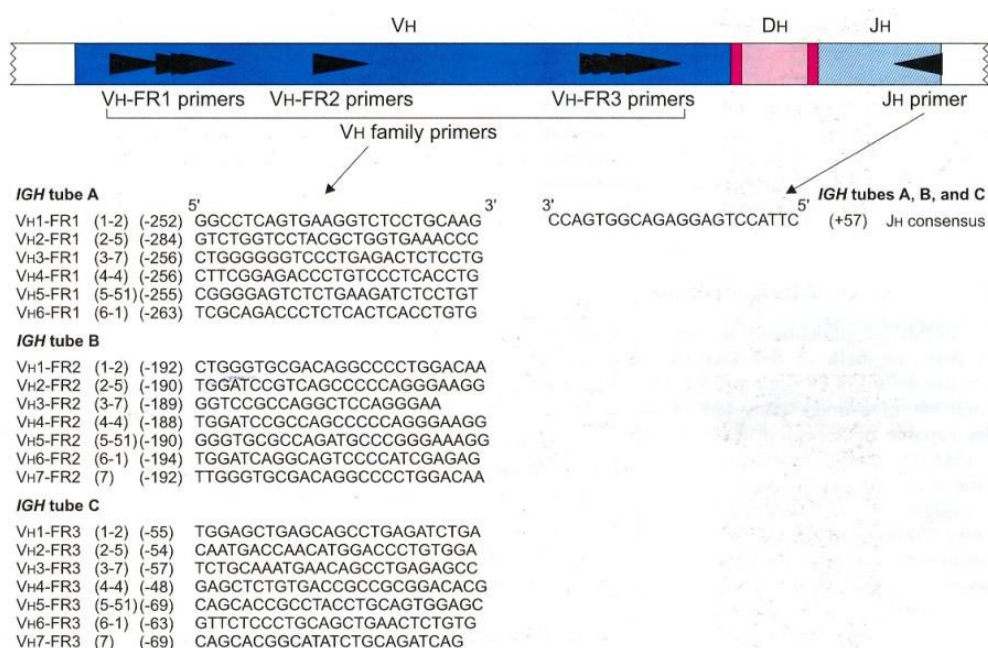 VH DH JH
VH-FR1 primers VH-FR2 primers VH-FR3 primers JH primer
VH family primers
IGH tube A 5' 3' 3' 5' IGH tubes A, B, and C
VH1-FR1 (1-2) (-252) GGCCTCAGTGAAGGTCTCCTGCAAG CCAGTGGCAGAGGAGTCCATTC (+57) JH consensus
VH2-FR1 (2-5) (-284) GTCTGGTCCTACGCTGGTGAAACCC
VH3-FR1 (3-7) (-256) CTGGGGGGTCCCTGAGACTCTCCTG
VH4-FR1 (4-4) (-256) CTTCGGAGACCCTGTCCCTCACCTG
VH5-FR1 (5-51) (-255) CGGGGAGTCTCTGAAGATCTCCTGT
VH6-FR1 (6-1) (-263) TCGCAGACCCTCTCACTCACCTGTG
IGH tube B
VH1-FR2 (1-2) (-192) CTGGGTGCGACAGGCCCCTGGACAA
VH2-FR2 (2-5) (-190) TGGATCCGTCAGCCCCCAGGGAAGG
VH3-FR2 (3-7) (-189) GGTCCGCCAGGCTCCAGGGAA
VH4-FR2 (4-4) (-188) TGGATCCGCCAGCCCCCAGGGAAGG
VH5-FR2 (5-51) (-190) GGGTGCGCCAGATGCCCGGGAAAGG
VH6-FR2 (6-1) (-194) TGGATCAGGCAGTCCCCATCGAGAG
VH7-FR2 (7) (-192) TTGGGTGCGACAGGCCCCTGGACAA
IGH tube C
VH1-FR3 (1-2) (-55) TGGAGCTGAGCAGCCTGAGATCTGA
VH2-FR3 (2-5) (-54) CAATGACCAACATGGACCCTGTGGA
VH3-FR3 (3-7) (-57) TCTGCAAATGAACAGCCTGAGAGCC
VH4-FR3 (4-4) (-48) GAGCTCTGTGACCGCCGCGGACACG
VH5-FR3 (5-51) (-69) CAGCACCGCCTACCTGCAGTGGAGC
VH6-FR3 (6-1) (-63) GTTCTCCCTGCAGCTGAACTCTGTG
VH7-FR3 (7) (-69) CAGCACGGCATATCTGCAGATCAG